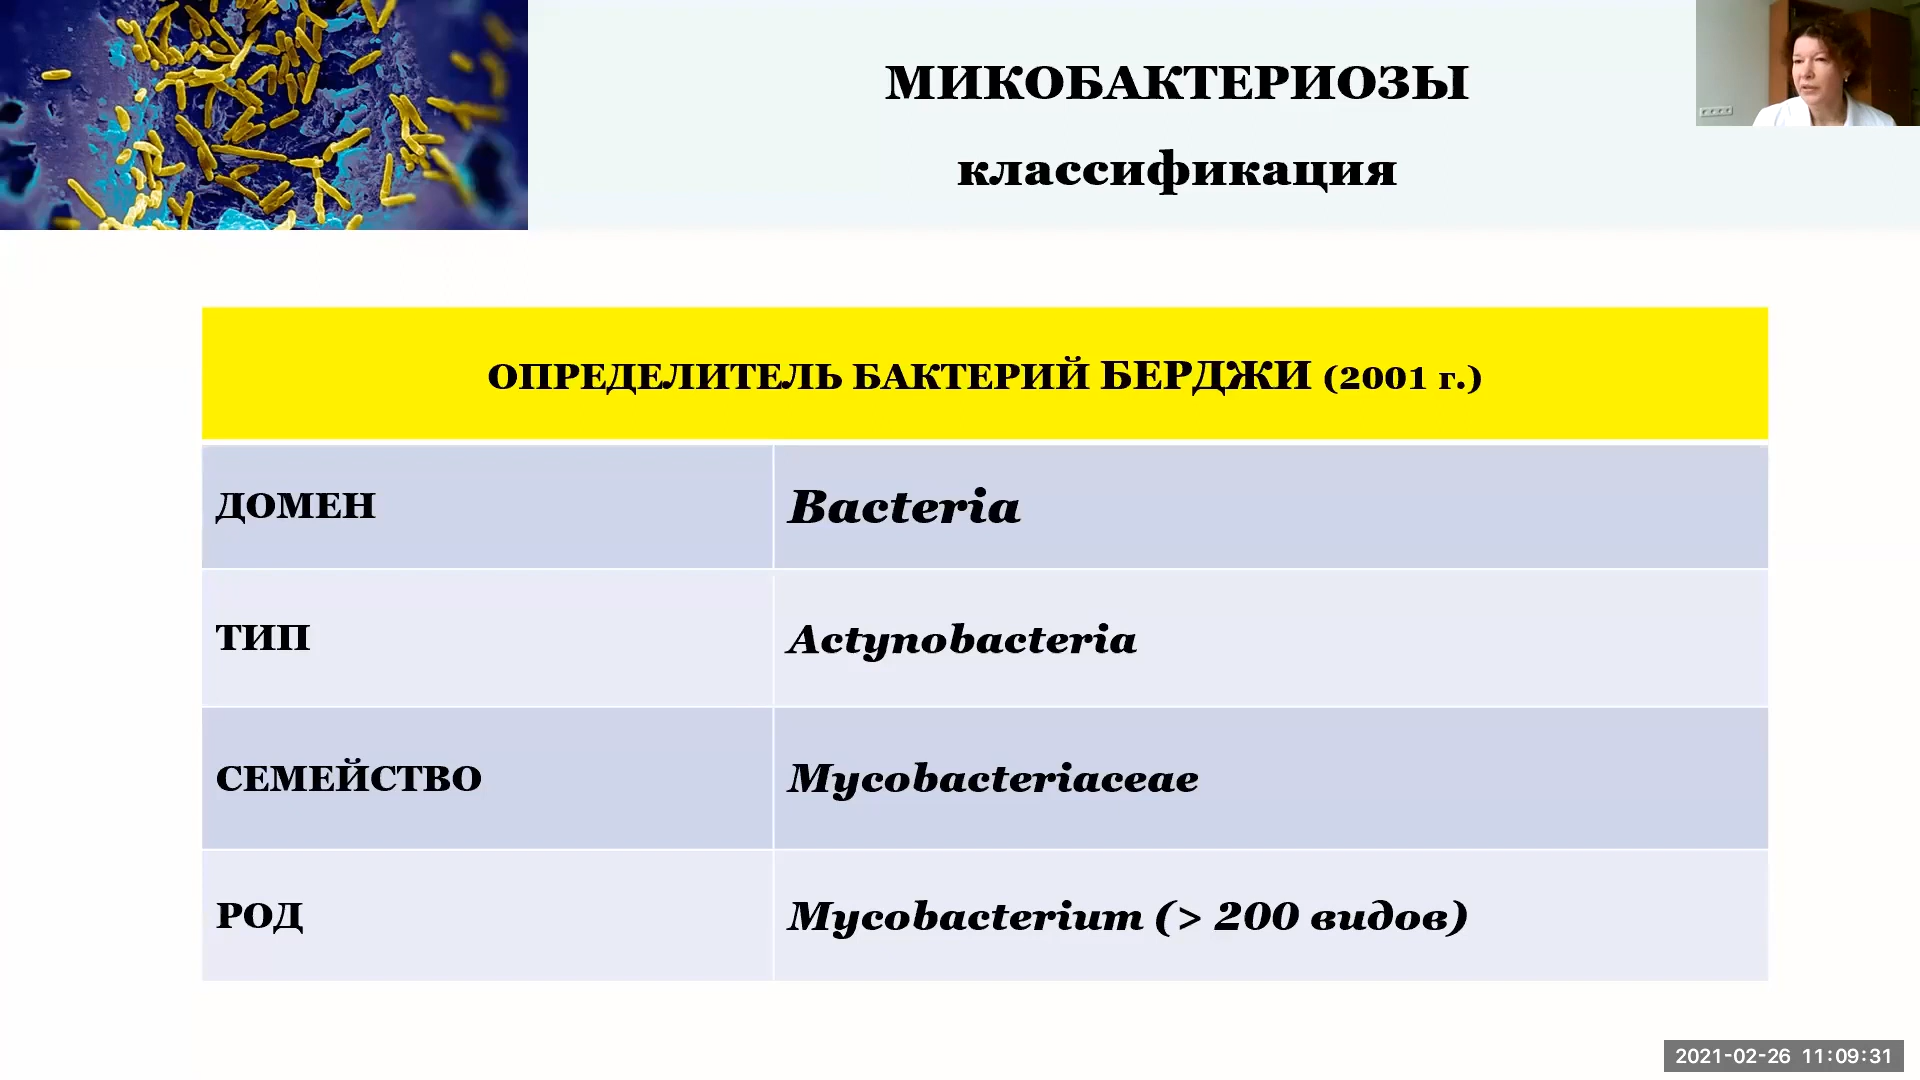 МИКОБАКТЕРИОЗЫ
классификация
ОПРЕДЕЛИТЕЛЬ БАКТЕРИЙ БЕРДЖИ (2001 г.)
ДОМЕН Bacteria
ТИП Actynobacteria
СЕМЕЙСТВО Mycobacteriaceae
РОД Mycobacterium (> 200 видов)
2021-02-26 11:09:31